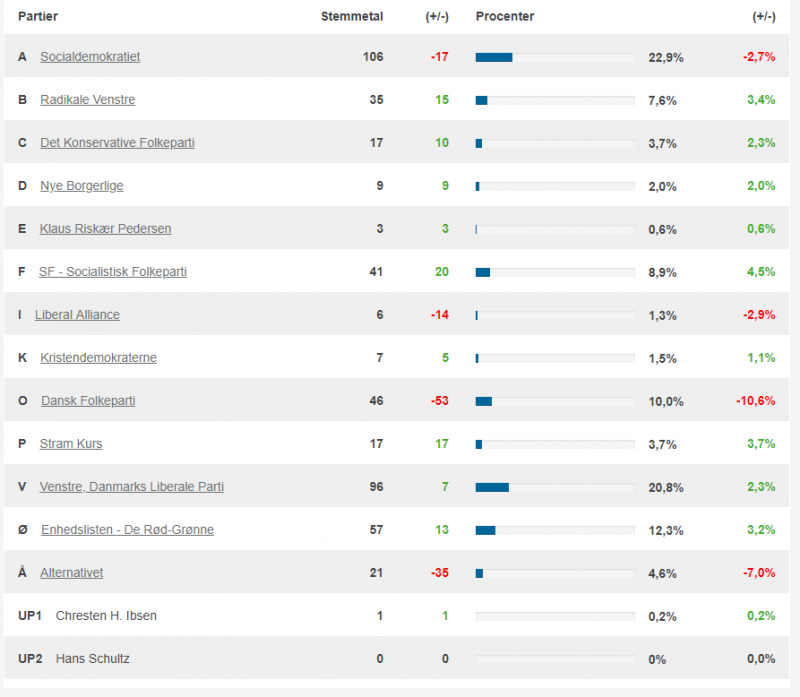 Partier Stemmetal (+/-) Procenter (+/-)
A Socialdemokratiet 106 -17 22,9% -2,7%
B Radikale Venstre 35 15 7,6% 3,4%
C Det Konservative Folkeparti 17 10 3,7% 2,3%
D Nye Borgerlige 9 9 2,0% 2,0%
E Klaus Riskær Pedersen 3 3 0,6% 0,6%
F SF - Socialistisk Folkeparti 41 20 8,9% 4,5%
I Liberal Alliance 6 -14 1,3% -2,9%
K Kristendemokraterne 7 5 1,5% 1,1%
O Dansk Folkeparti 46 -53 10,0% -10,6%
P Stram Kurs 17 17 3,7% 3,7%
V Venstre, Danmarks Liberale Parti 96 7 20,8% 2,3%
Ø Enhedslisten - De Rød-Grønne 57 13 12,3% 3,2%
Å Alternativet 21 -35 4,6% -7,0%
UP1 Chresten H. Ibsen 1 1 0,2% 0,2%
UP2 Hans Schultz 0 0 0% 0,0%